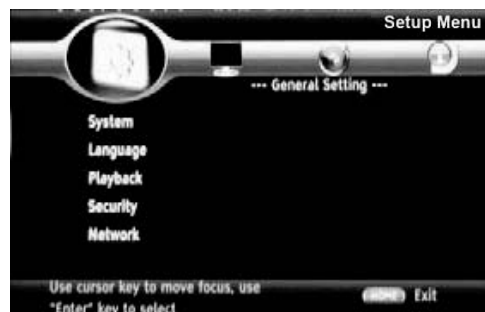 Setup Menu
--- General Setting ---
System
Language
Playback
Security
Network
Use cursor key to move focus, use
"Enter" key to select
HOME Exit